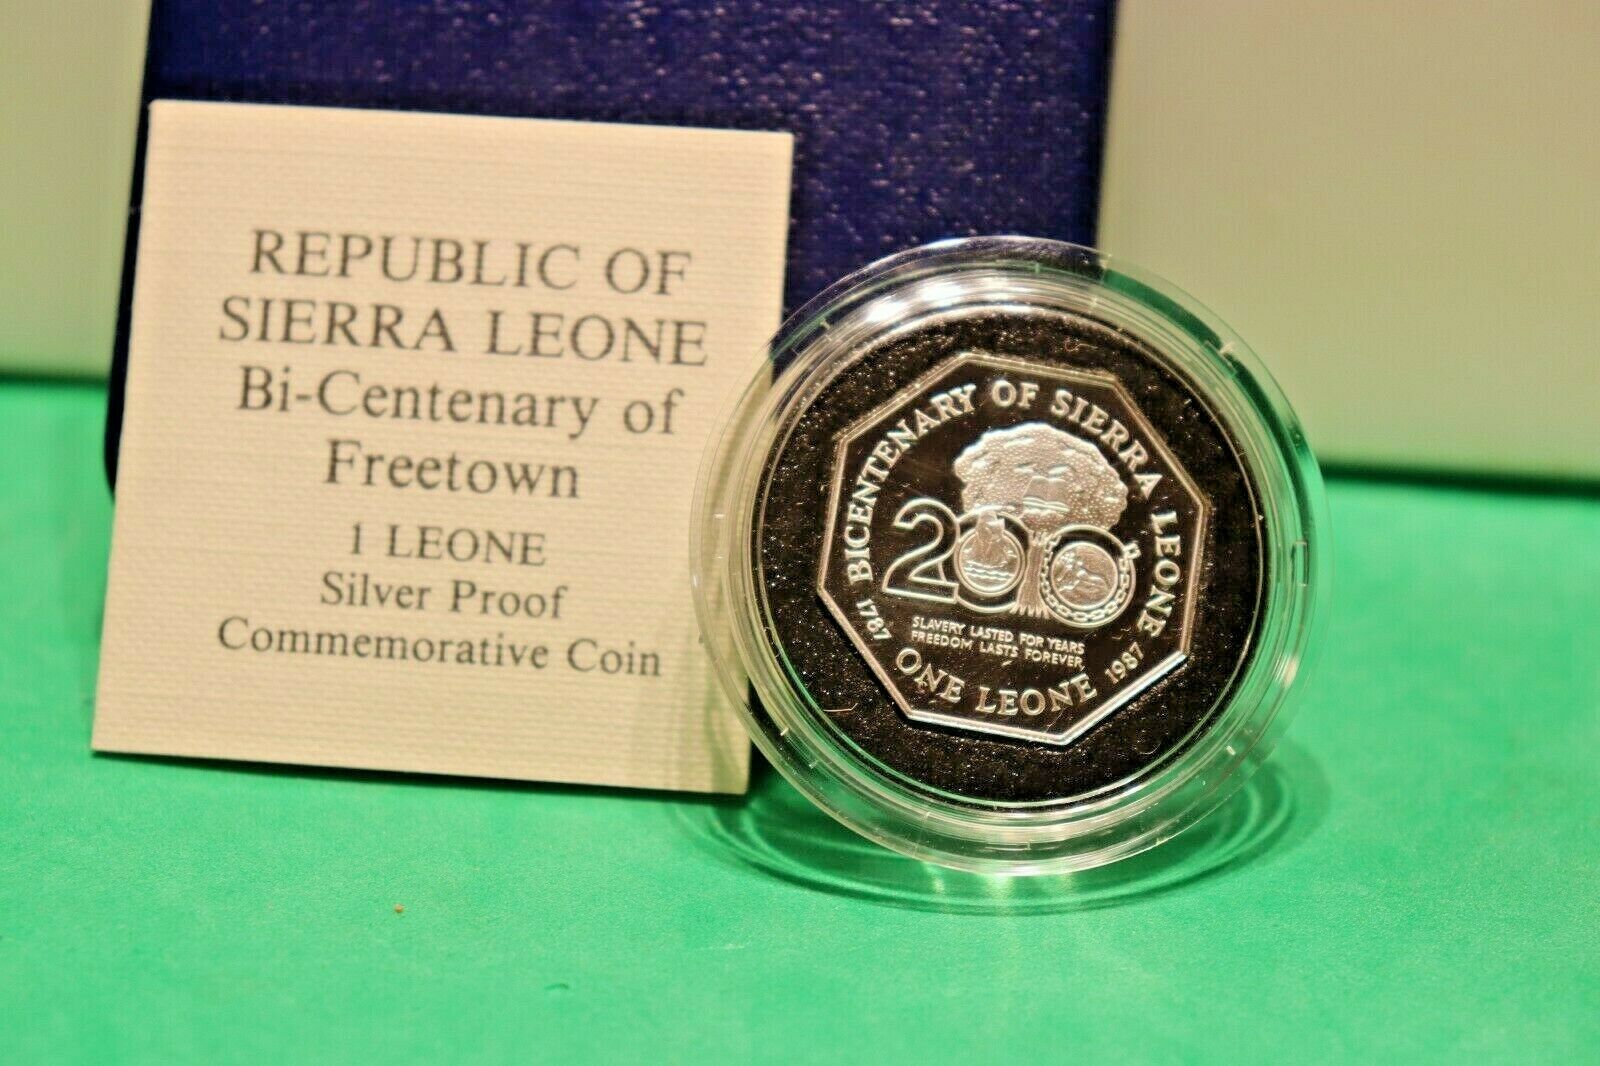 REPUBLIC OF
SIERRA LEONE
Bi-Centenary of
Freetown
1 LEONE
Silver Proof
Commemorative Coin
BICENTENARY OF SIERRA LEONE
200
SLAVERY LASTED FOR YEARS
FREEDOM LASTS FOREVER
1787
ONE LEONE
1987